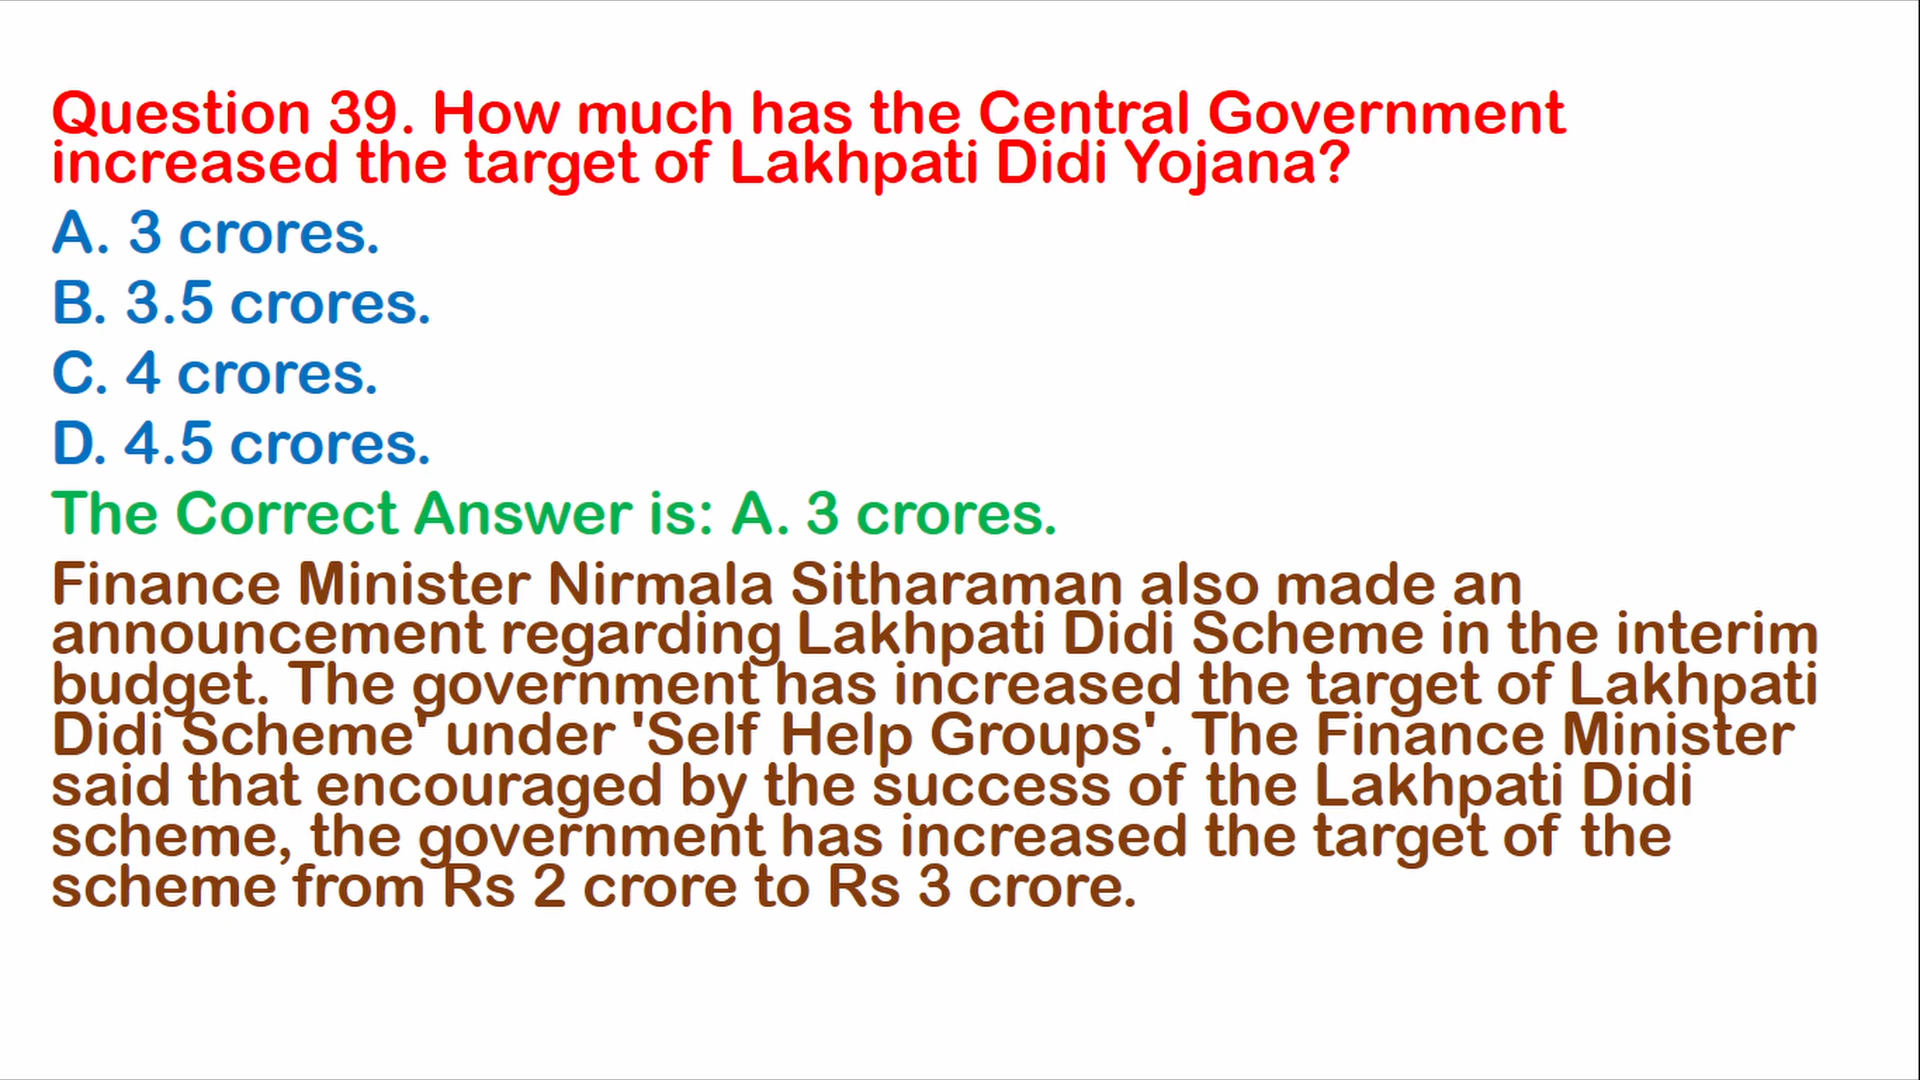 Question 39. How much has the Central Government
increased the target of Lakhpati Didi Yojana?
A. 3 crores.
B. 3.5 crores.
C. 4 crores.
D. 4.5 crores.
The Correct Answer is: A. 3 crores.
Finance Minister Nirmala Sitharaman also made an
announcement regarding Lakhpati Didi Scheme in the interim
budget. The government has increased the target of Lakhpati
Didi Scheme' under 'Self Help Groups'. The Finance Minister
said that encouraged by the success of the Lakhpati Didi
scheme, the government has increased the target of the
scheme from Rs 2 crore to Rs 3 crore.